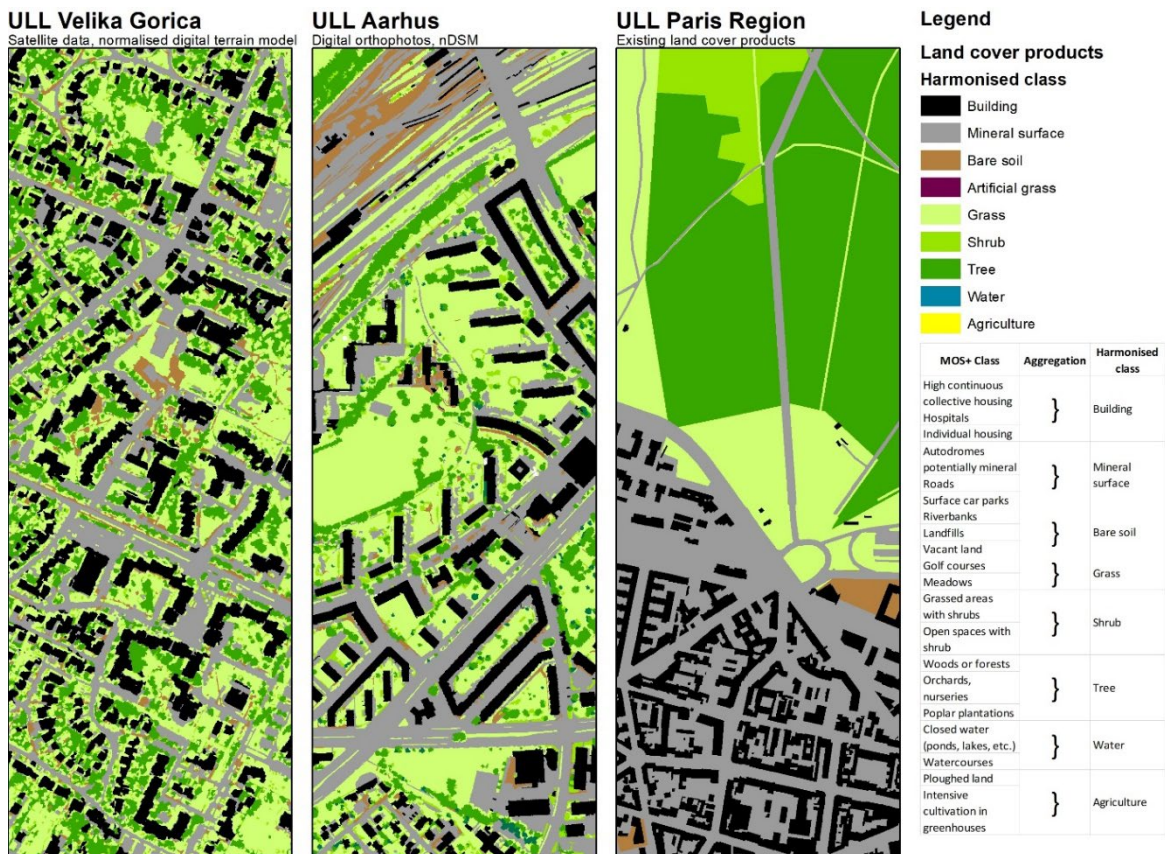 ULL Velika Gorica
Satellite data, normalised digital terrain model
ULL Aarhus
Digital orthophotos, nDSM
ULL Paris Region
Existing land cover products
Legend
Land cover products
Harmonised class
Building
Mineral surface
Bare soil
Artificial grass
Grass
Shrub
Tree
Water
Agriculture
MOS+ Class Aggregation Harmonised class
High continuous
collective housing
Hospitals
Individual housing
} Building
Autodromes
potentially mineral
Roads
Surface car parks
} Mineral
surface
Riverbanks
Landfills
Vacant land
} Bare soil
Golf courses
Meadows
} Grass
Grassed areas
with shrubs
Open spaces with
shrub
} Shrub
Woods or forests
Orchards,
nurseries
Poplar plantations
} Tree
Closed water
(ponds, lakes, etc.)
Watercourses
} Water
Ploughed land
Intensive
cultivation in
greenhouses
} Agriculture